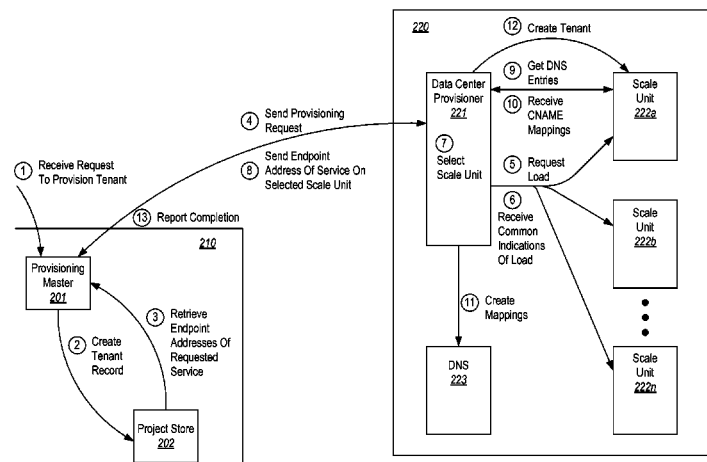 220
12 Create Tenant
9 Get DNS
Entries
Data Center
Provisioner
221
Scale
Unit
222a
10 Receive
CNAME
Mappings
4 Send Provisioning
Request
7 Select
Scale Unit
5 Request
Load
1 Receive Request
To Provision Tenant
8 Send Endpoint
Address Of Service On
Selected Scale Unit
6 Receive
Common
Indications
Of Load
13 Report Completion
210
Scale
Unit
222b
Provisioning
Master
201
3 Retrieve
Endpoint
Addresses Of
Requested
Service
11 Create
Mappings
2 Create
Tenant
Record
DNS
223
Scale
Unit
222n
Project Store
202